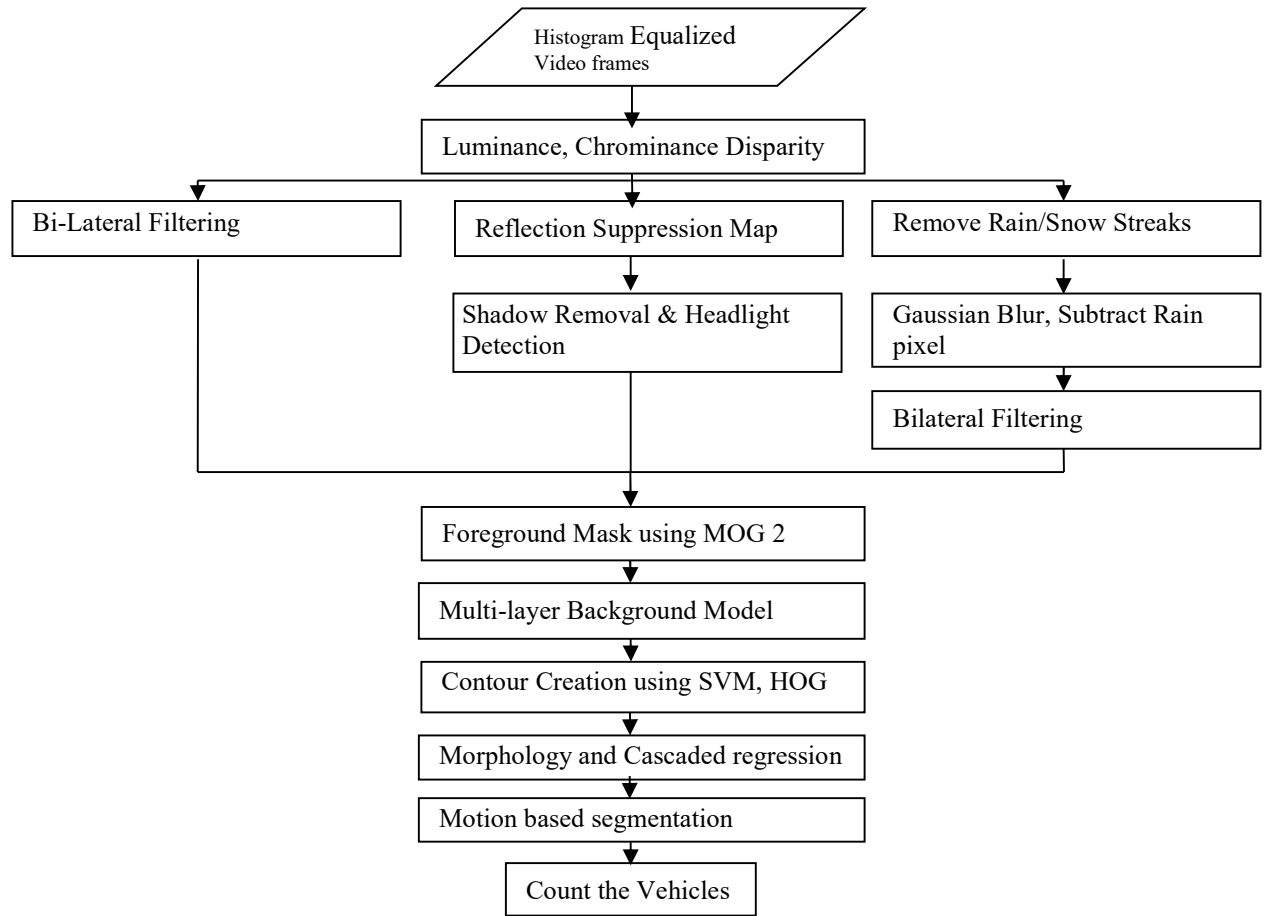 Histogram Equalized
Video frames
Luminance, Chrominance Disparity
Bi-Lateral Filtering
Reflection Suppression Map
Remove Rain/Snow Streaks
Shadow Removal & Headlight
Detection
Gaussian Blur, Subtract Rain
pixel
Bilateral Filtering
Foreground Mask using MOG 2
Multi-layer Background Model
Contour Creation using SVM, HOG
Morphology and Cascaded regression
Motion based segmentation
Count the Vehicles